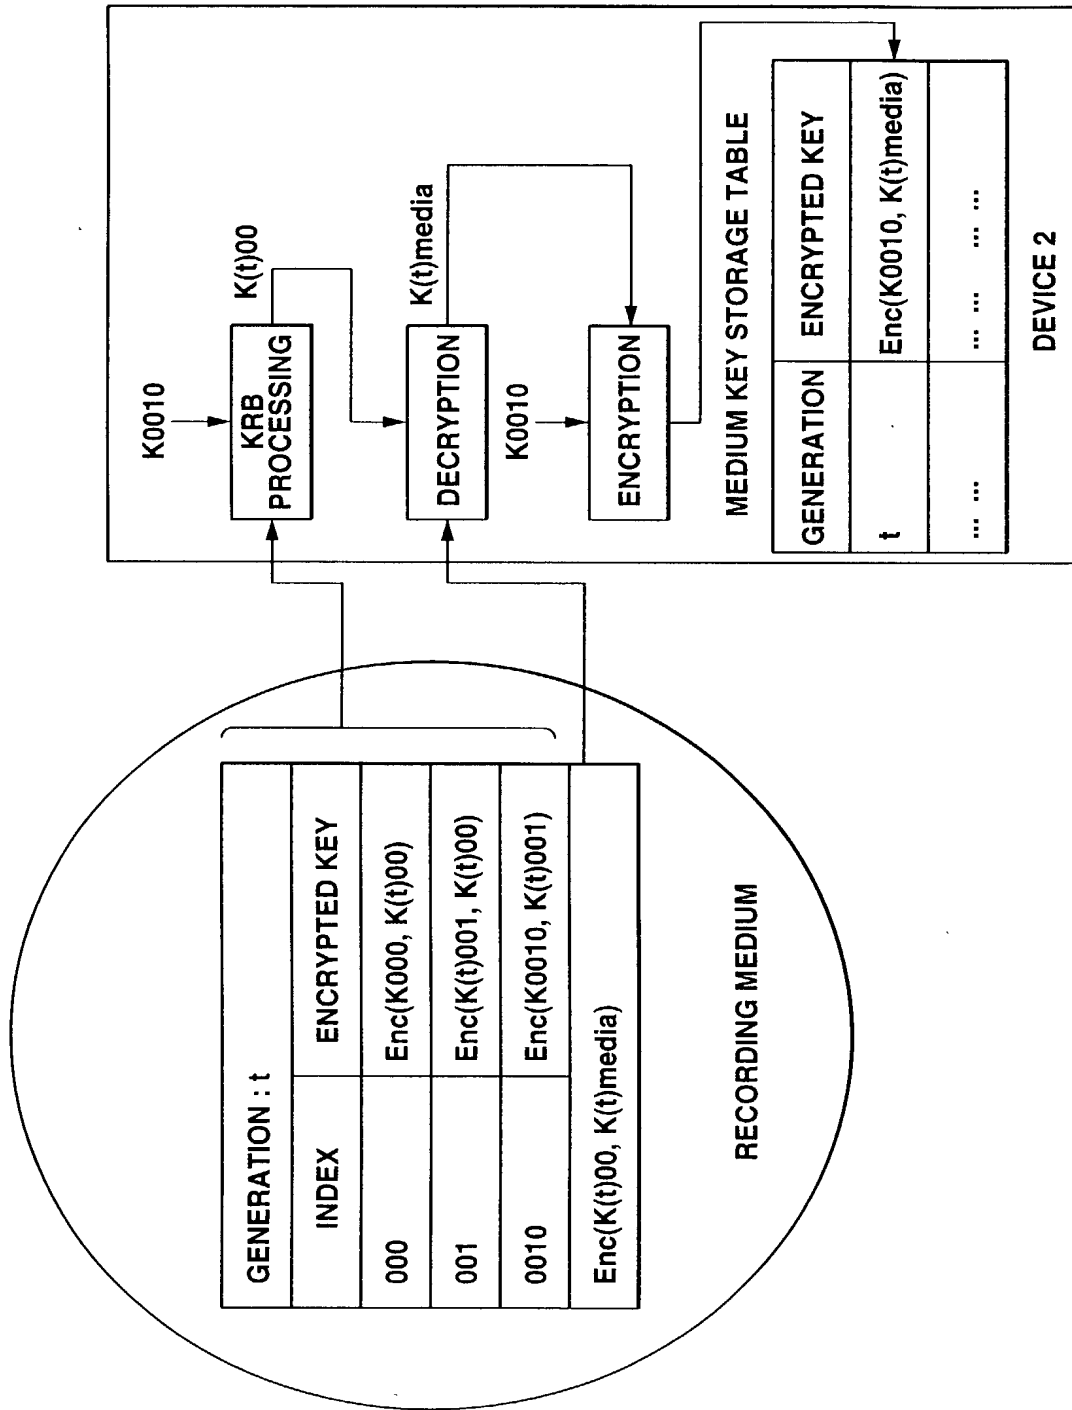 GENERATION : t
INDEX ENCRYPTED KEY
000 Enc(K000, K(t)00)
001 Enc(K(t)001, K(t)00)
0010 Enc(K0010, K(t)001)
Enc(K(t)00, K(t)media)
RECORDING MEDIUM
K0010
KRB
PROCESSING
K(t)00
DECRYPTION
K(t)media
K0010
ENCRYPTION
MEDIUM KEY STORAGE TABLE
GENERATION ENCRYPTED KEY
t Enc(K0010, K(t)media)
... ... ... ... ... ...
DEVICE 2